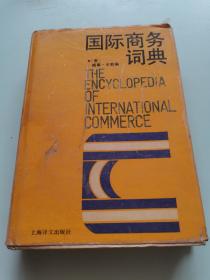 国际商务
词典
THE
ENCYCLOPEDIA
OF
INTERNATIONAL
COMMERCE
上海译文出版社